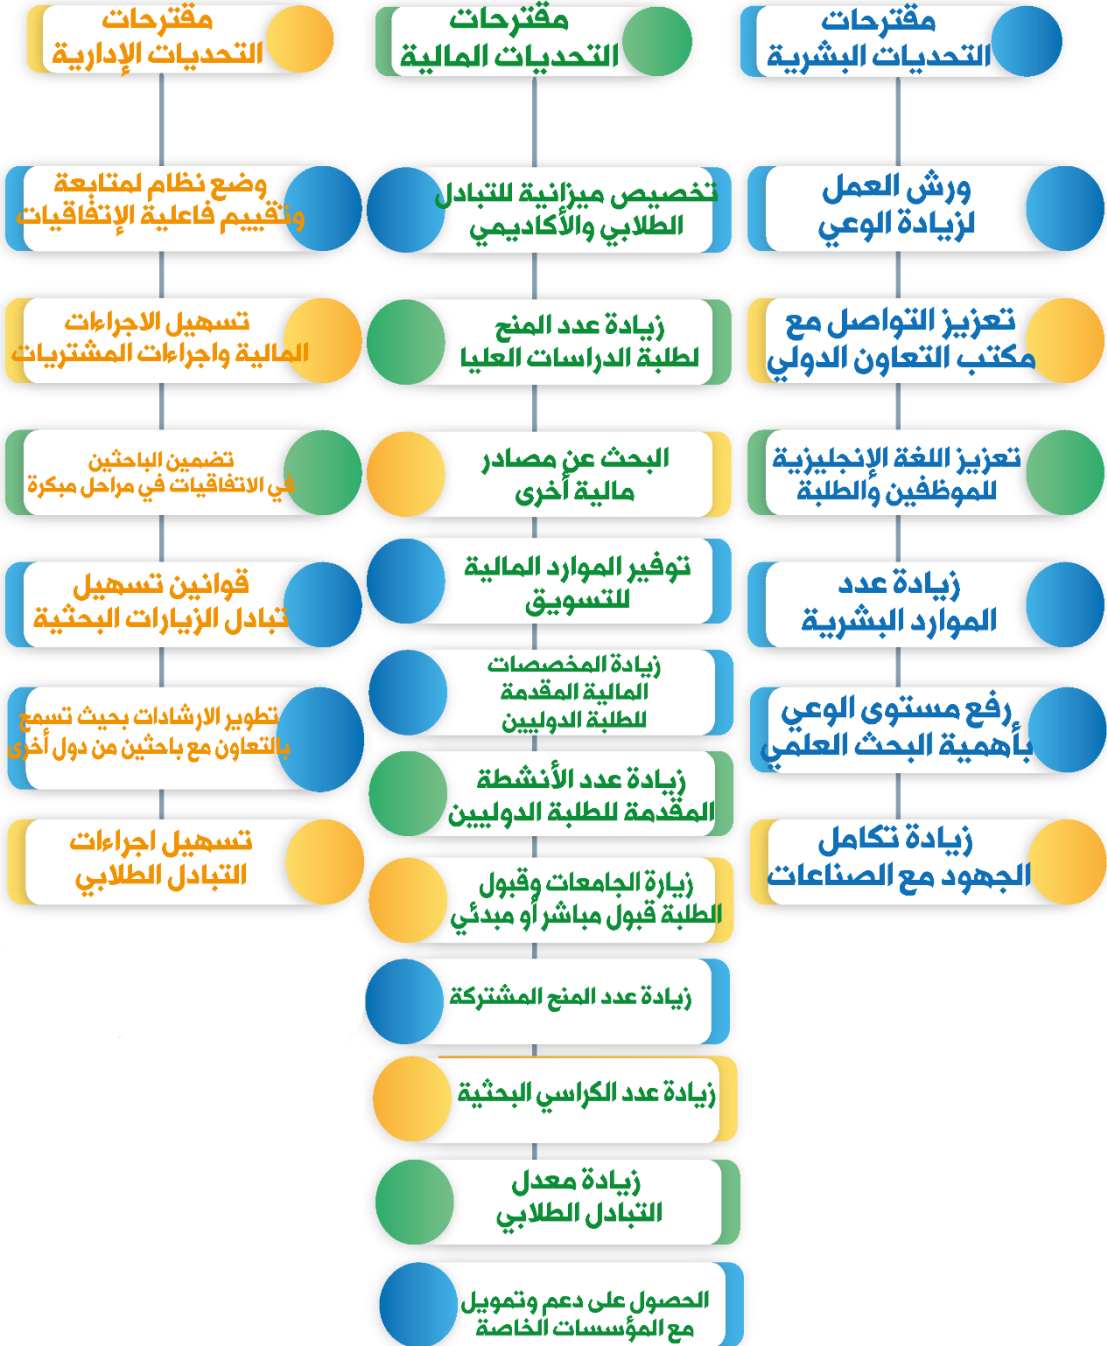 مقترحات
التحديات البشرية
ورش العمل
لزيادة الوعي
تعزيز التواصل مع
مكتب التعاون الدولي
تعزيز اللغة الإنجليزية
للموظفين والطلبة
زيادة عدد
الموارد البشرية
رفع مستوى الوعي
بأهمية البحث العلمي
زيادة تكامل
الجهود مع الصناعات
مقترحات
التحديات المالية
تخصيص ميزانية للتبادل
الطلابي والأكاديمي
زيادة عدد المنح
لطلبة الدراسات العليا
البحث عن مصادر
مالية أخرى
توفير الموارد المالية
للتسويق
زيادة المخصصات
المالية المقدمة
للطلبة الدوليين
زيادة عدد الأنشطة
المقدمة للطلبة الدوليين
زيارة الجامعات وقبول
الطلبة قبول مباشر أو مبدئي
زيادة عدد المنح المشتركة
زيادة عدد الكراسي البحثية
زيادة معدل
التبادل الطلابي
الحصول على دعم وتمويل
مع المؤسسات الخاصة
مقترحات
التحديات الإدارية
وضع نظام لمتابعة
وتقييم فاعلية الإتفاقيات
تسهيل الاجراءات
المالية واجراءات المشتريات
تضمين الباحثين
في الاتفاقيات في مراحل مبكرة
قوانين تسهيل
تبادل الزيارات البحثية
تطوير الارشادات بحيث تسمح
بالتعاون مع باحثين من دول أخرى
تسهيل اجراءات
التبادل الطلابي